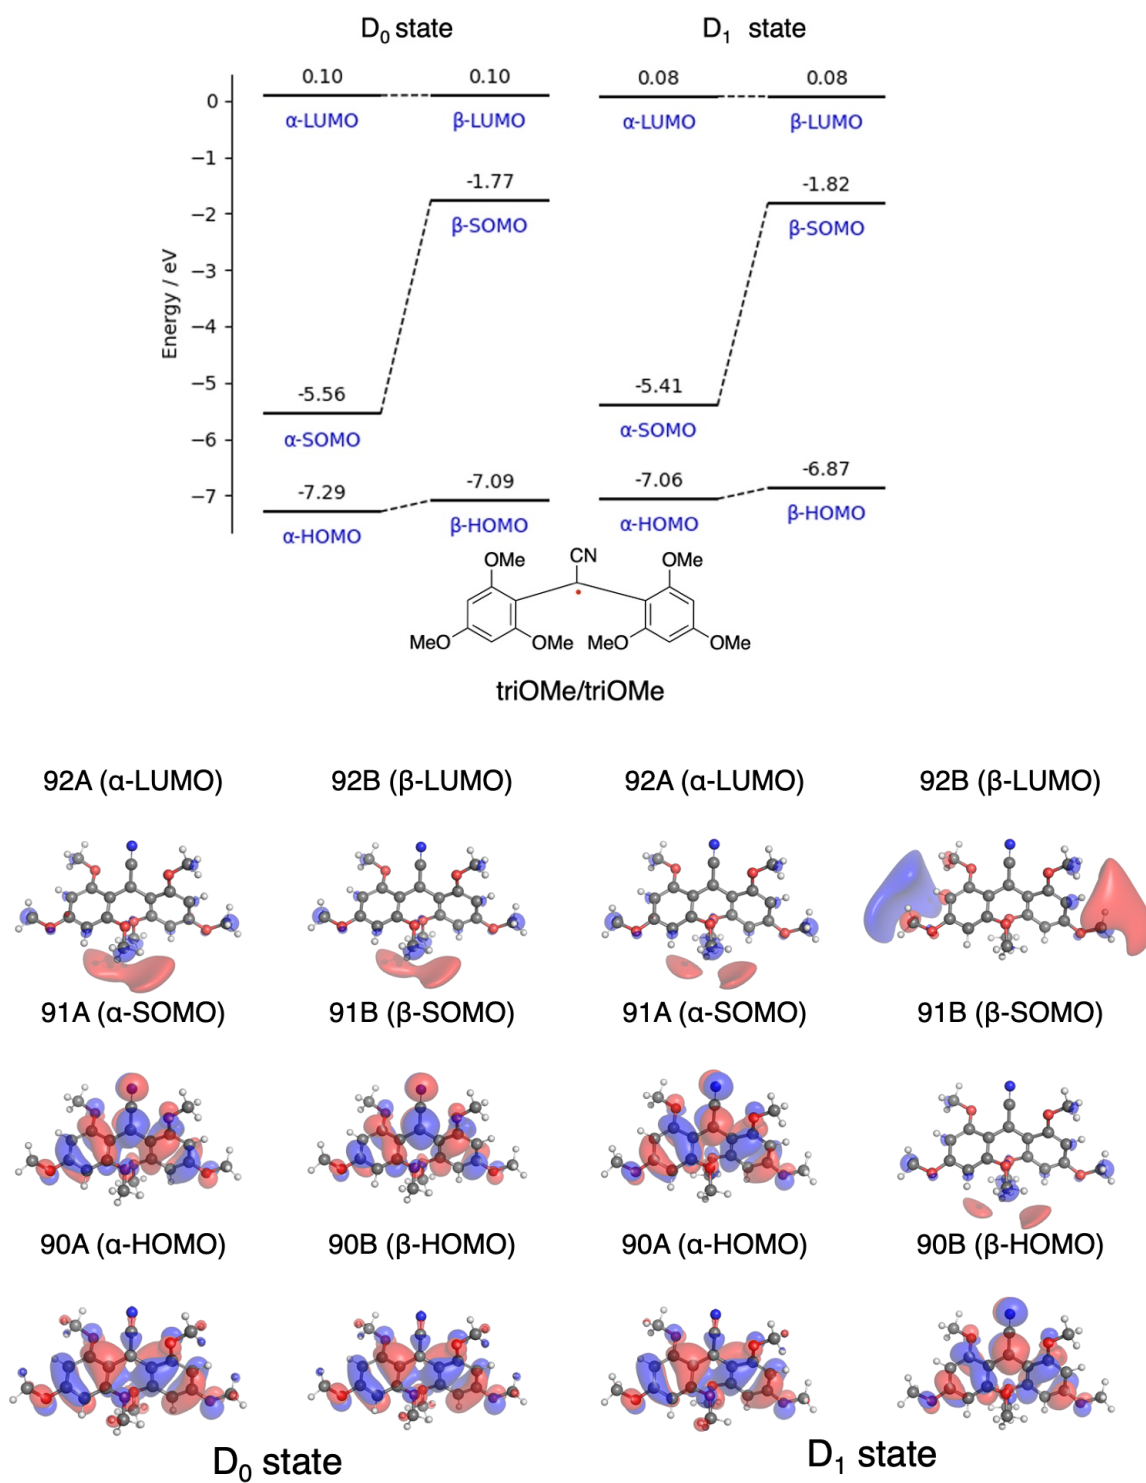 D0 state D1 state
0.10 0.10 0.08 0.08
0
α-LUMO β-LUMO α-LUMO β-LUMO
−1
-1.77 -1.82
−2
β-SOMO β-SOMO
−3
Energy / eV
−4
−5
-5.56 -5.41
α-SOMO α-SOMO
−6
-7.29 -7.09 -7.06 -6.87
−7
α-HOMO β-HOMO α-HOMO β-HOMO
CN
OMe OMe
MeO OMe MeO OMe
triOMe/triOMe
92A (α-LUMO) 92B (β-LUMO) 92A (α-LUMO) 92B (β-LUMO)
91A (α-SOMO) 91B (β-SOMO) 91A (α-SOMO) 91B (β-SOMO)
90A (α-HOMO) 90B (β-HOMO) 90A (α-HOMO) 90B (β-HOMO)
D0 state D1 state